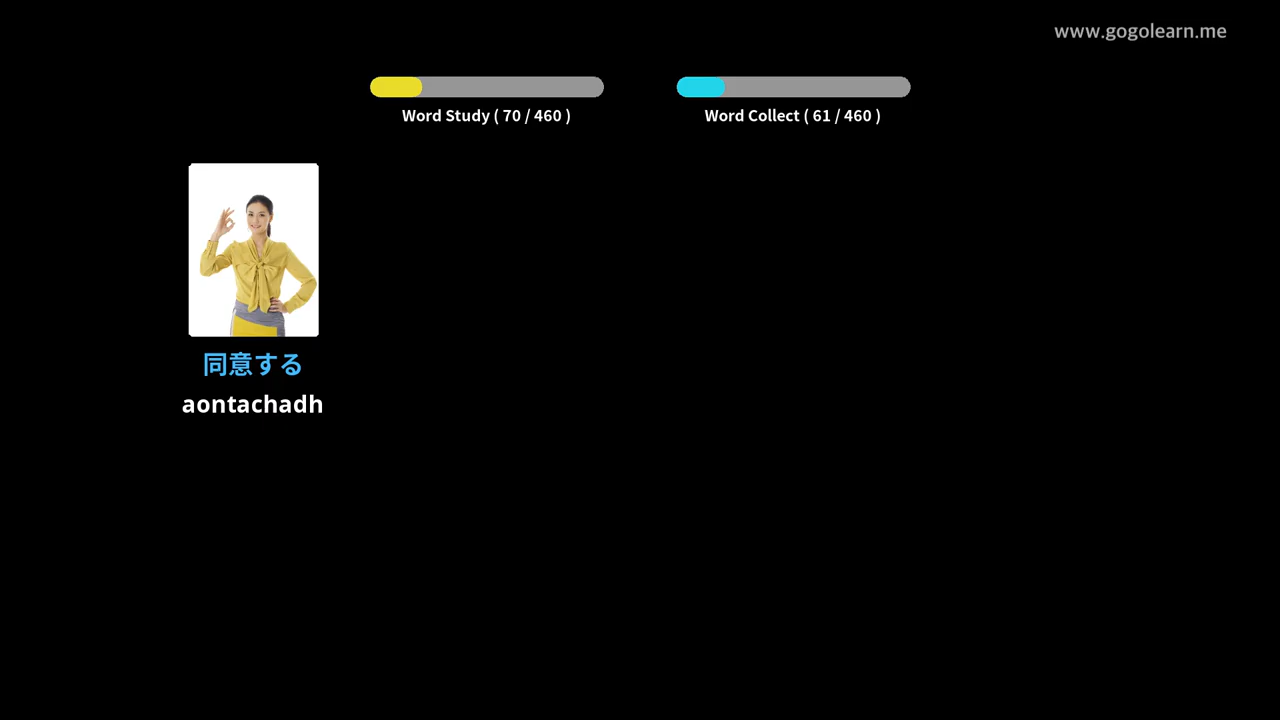 www.gogolearn.me
Word Study ( 70 / 460 )
Word Collect ( 61 / 460 )
同意する
aontachadh